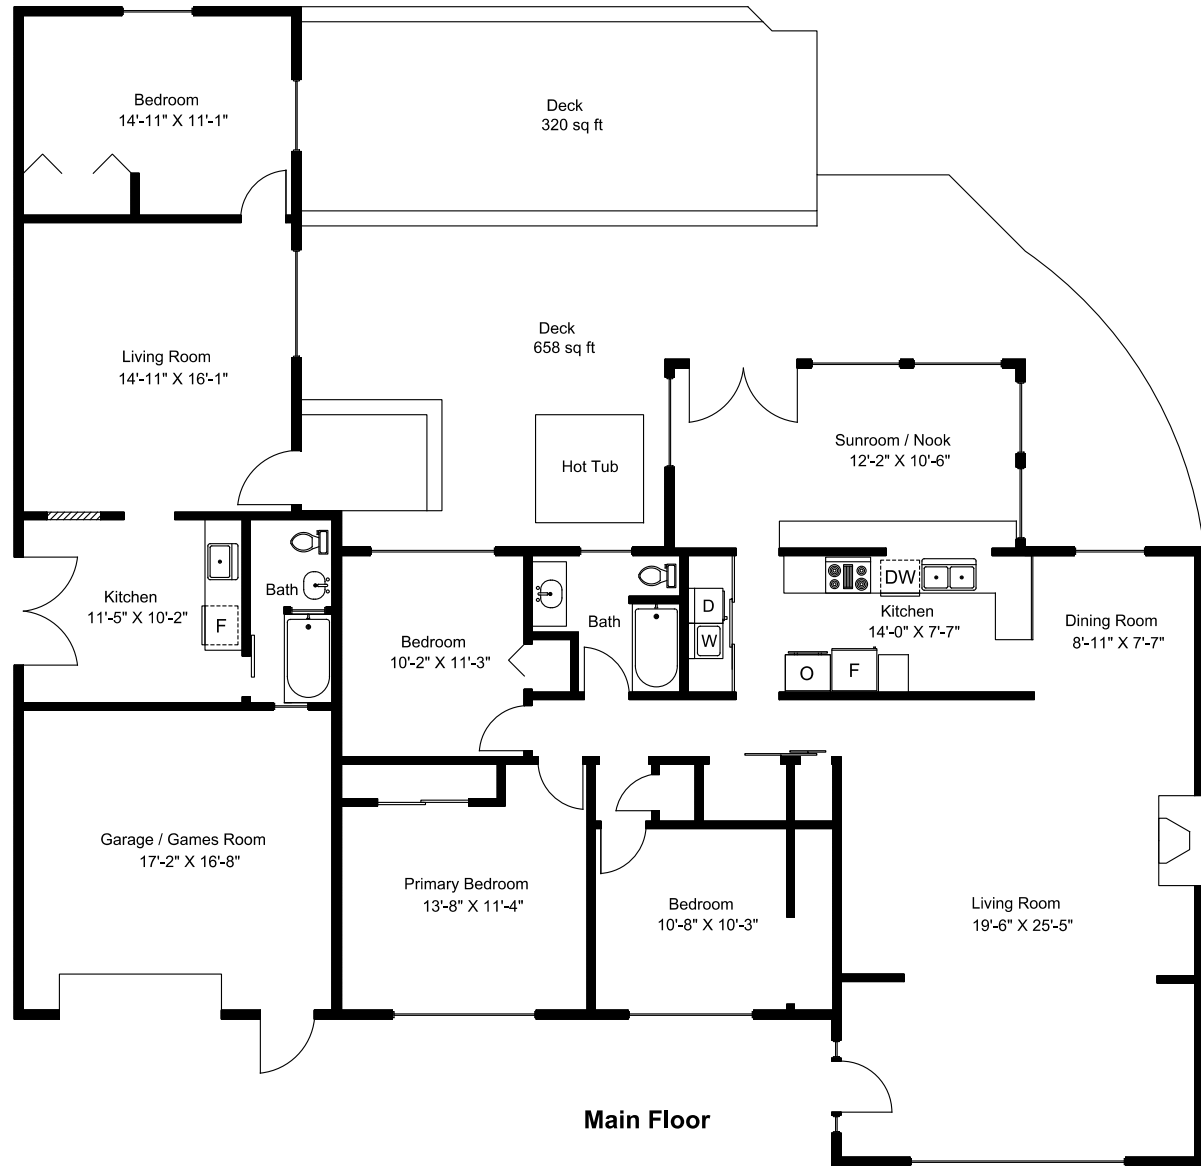 Bedroom
14'-11" X 11'-1"
Deck
320 sq ft
Living Room
14'-11" X 16'-1"
Deck
658 sq ft
Sunroom / Nook
12'-2" X 10'-6"
Hot Tub
Kitchen
11'-5" X 10'-2"
F
Bath
Bedroom
10'-2" X 11'-3"
Bath
D
W
DW
Kitchen
14'-0" X 7'-7"
O
F
Dining Room
8'-11" X 7'-7"
Garage / Games Room
17'-2" X 16'-8"
Primary Bedroom
13'-8" X 11'-4"
Bedroom
10'-8" X 10'-3"
Living Room
19'-6" X 25'-5"
Main Floor